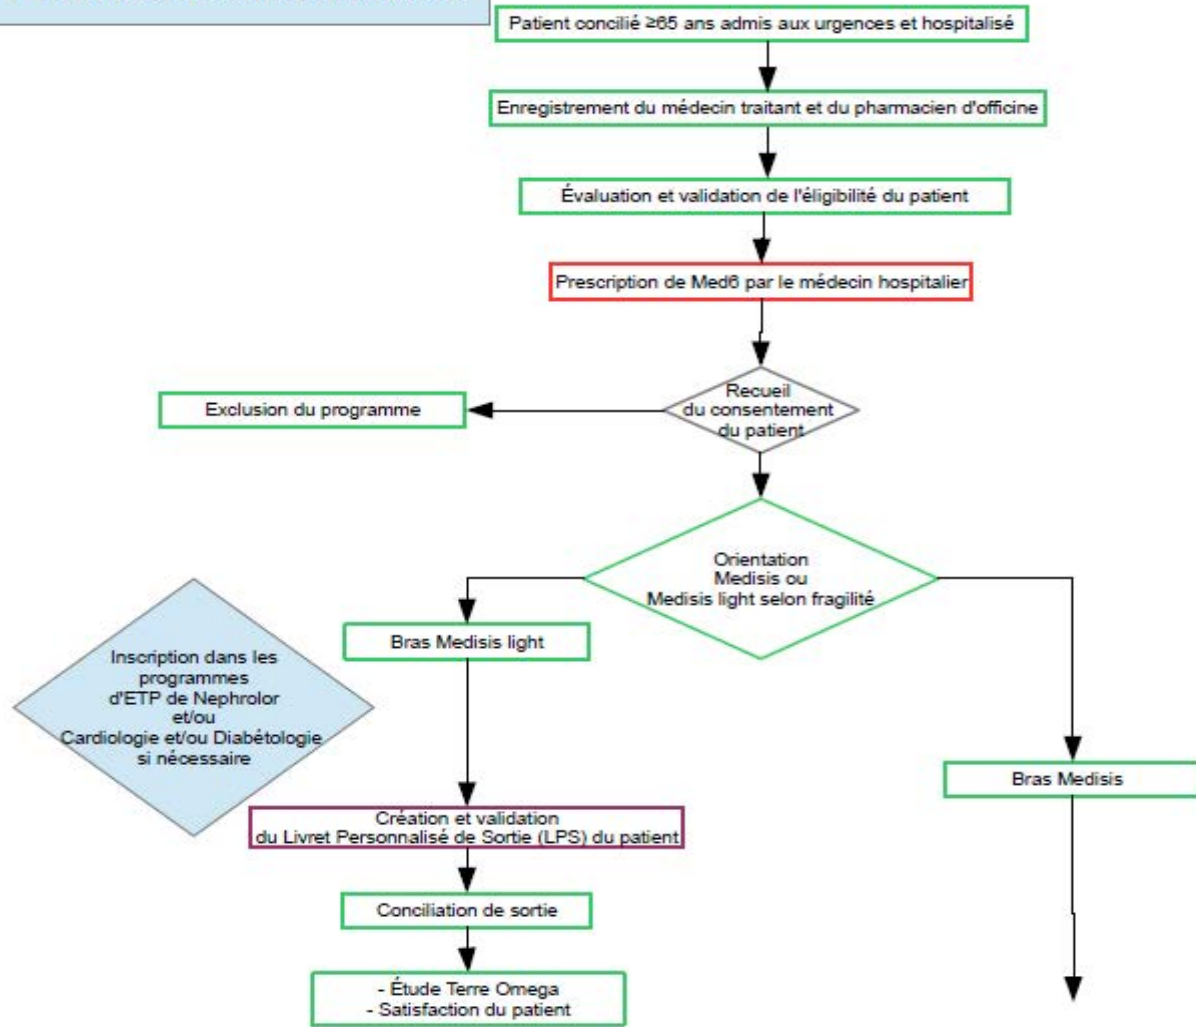 Patient concilié ≥65 ans admis aux urgences et hospitalisé
Enregistrement du médecin traitant et du pharmacien d'officine
Évaluation et validation de l'éligibilité du patient
Prescription de Med6 par le médecin hospitalier
Recueil
du consentement
du patient
Exclusion du programme
Orientation
Medisis ou
Medisis light selon fragilité
Bras Medisis light
Inscription dans les
programmes
d'ETP de Nephrolor
et/ou
Cardiologie et/ou Diabétologie
si nécessaire
Bras Medisis
Création et validation
du Livret Personnalisé de Sortie (LPS) du patient
Conciliation de sortie
- Étude Terre Omega
- Satisfaction du patient